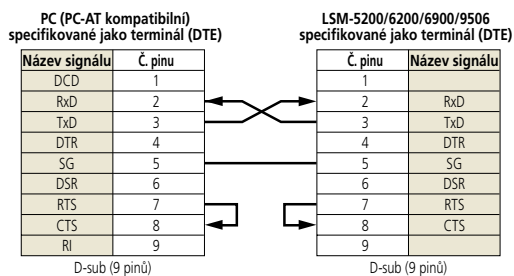 PC (PC-AT kompatibilní)
specifikované jako terminál (DTE)
Název signálu Č. pinu
DCD 1
RxD 2
TxD 3
DTR 4
SG 5
DSR 6
RTS 7
CTS 8
RI 9
D-sub (9 pinů)
LSM-5200/6200/6900/9506
specifikované jako terminál (DTE)
Č. pinu Název signálu
1
2 RxD
3 TxD
4 DTR
5 SG
6 DSR
7 RTS
8 CTS
9
D-sub (9 pinů)